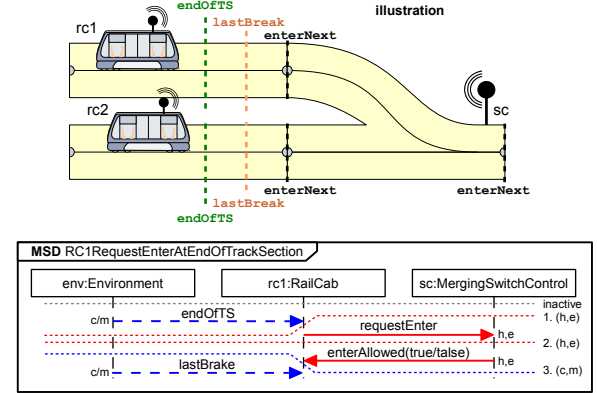 endOfTS
illustration
rc1
lastBreak
enterNext
rc2
sc
enterNext
enterNext
lastBreak
endOfTS
MSD RC1RequestEnterAtEndOfTrackSection
env:Environment
rc1:RailCab
sc:MergingSwitchControl
inactive
c/m
endOfTS
1. (h,e)
requestEnter
h,e
2. (h,e)
enterAllowed(true/talse)
h,e
c/m
lastBrake
3. (c,m)